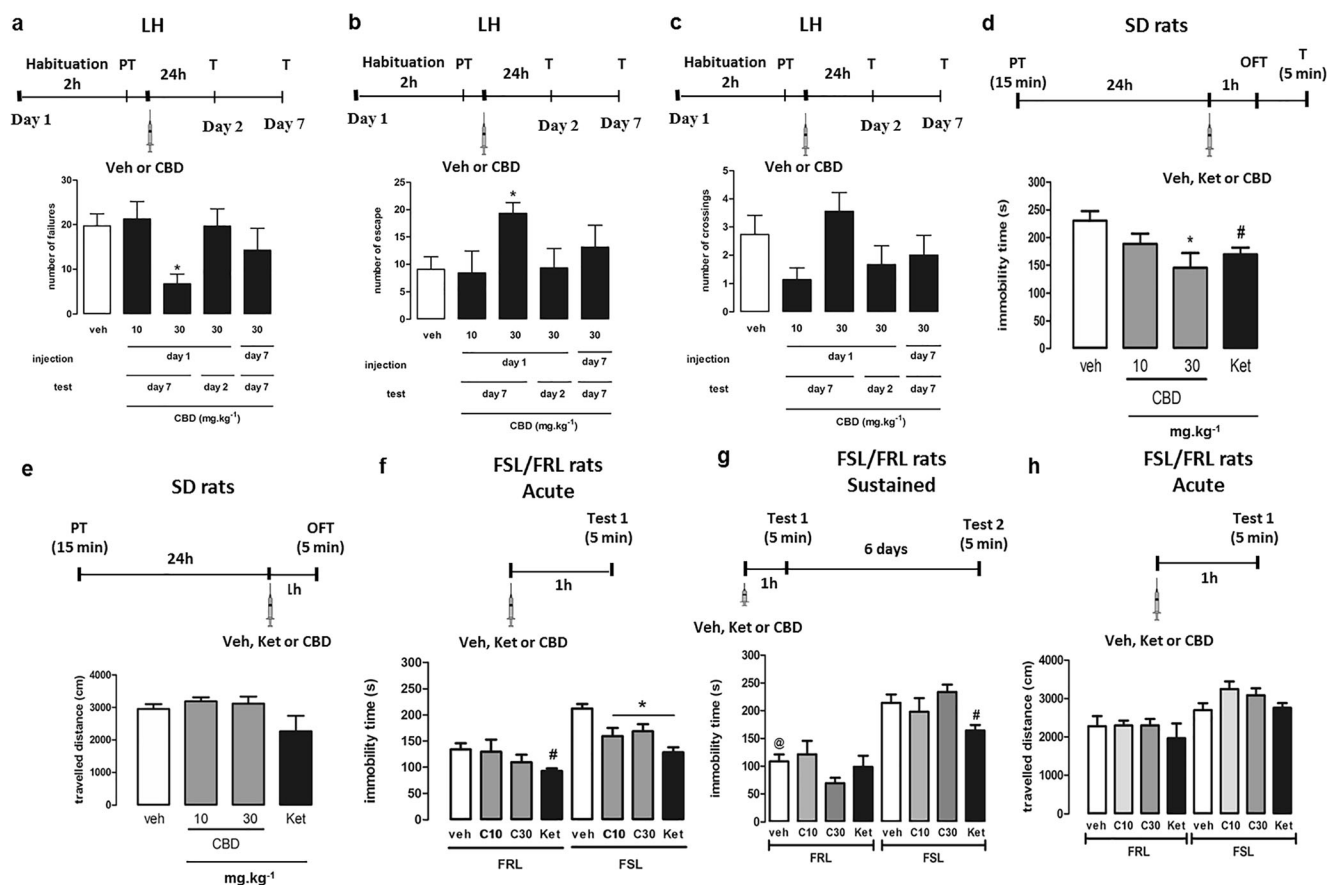 a
LH
Habituation PT 24h T T
2h
Day 1 Day 2 Day 7
Veh or CBD
number of failures
30
20
10
0
veh 10 30 30 30
injection day 1 day 7
test day 7 day 2 day 7
CBD (mg.kg-1)
b
LH
Habituation PT 24h T T
2h
Day 1 Day 2 Day 7
Veh or CBD
number of escape
25
20
15
10
5
0
veh 10 30 30 30
*
injection day 1 day 7
test day 7 day 2 day 7
CBD (mg.kg-1)
*
c
LH
Habituation PT 24h T T
2h
Day 1 Day 2 Day 7
Veh or CBD
number of crossings
6
5
4
3
2
1
0
veh 10 30 30 30
injection day 1 day 7
test day 7 day 2 day 7
CBD (mg.kg-1)
d
SD rats
PT
(15 min)
24h
1h
OFT T
(5 min)
Veh, Ket or CBD
immobility time (s)
300
250
200
150
100
50
0
* #
veh 10 30 Ket
CBD
mg.kg-1
e
SD rats
PT
(15 min)
24h
1h
OFT
(5 min)
Veh, Ket or CBD
travelled distance (cm)
4000
3000
2000
1000
0
veh 10 30 Ket
CBD
mg.kg-1
f
FSL/FRL rats
Acute
Test 1
(5 min)
1h
Veh, Ket or CBD
immobility time (s)
300
250
200
150
100
50
0
# *
veh C10 C30 Ket veh C10 C30 Ket
FRL FSL
g
FSL/FRL rats
Sustained
Test 1
(5 min)
Test 2
(5 min)
1h
6 days
Veh, Ket or CBD
immobility time (s)
300
250
200
150
100
50
0
@ #
veh C10 C30 Ket veh C10 C30 Ket
FRL FSL
h
FSL/FRL rats
Acute
Test 1
(5 min)
1h
Veh, Ket or CBD
travelled distance (cm)
4000
3000
2000
1000
0
veh C10 C30 Ket veh C10 C30 Ket
FRL FSL